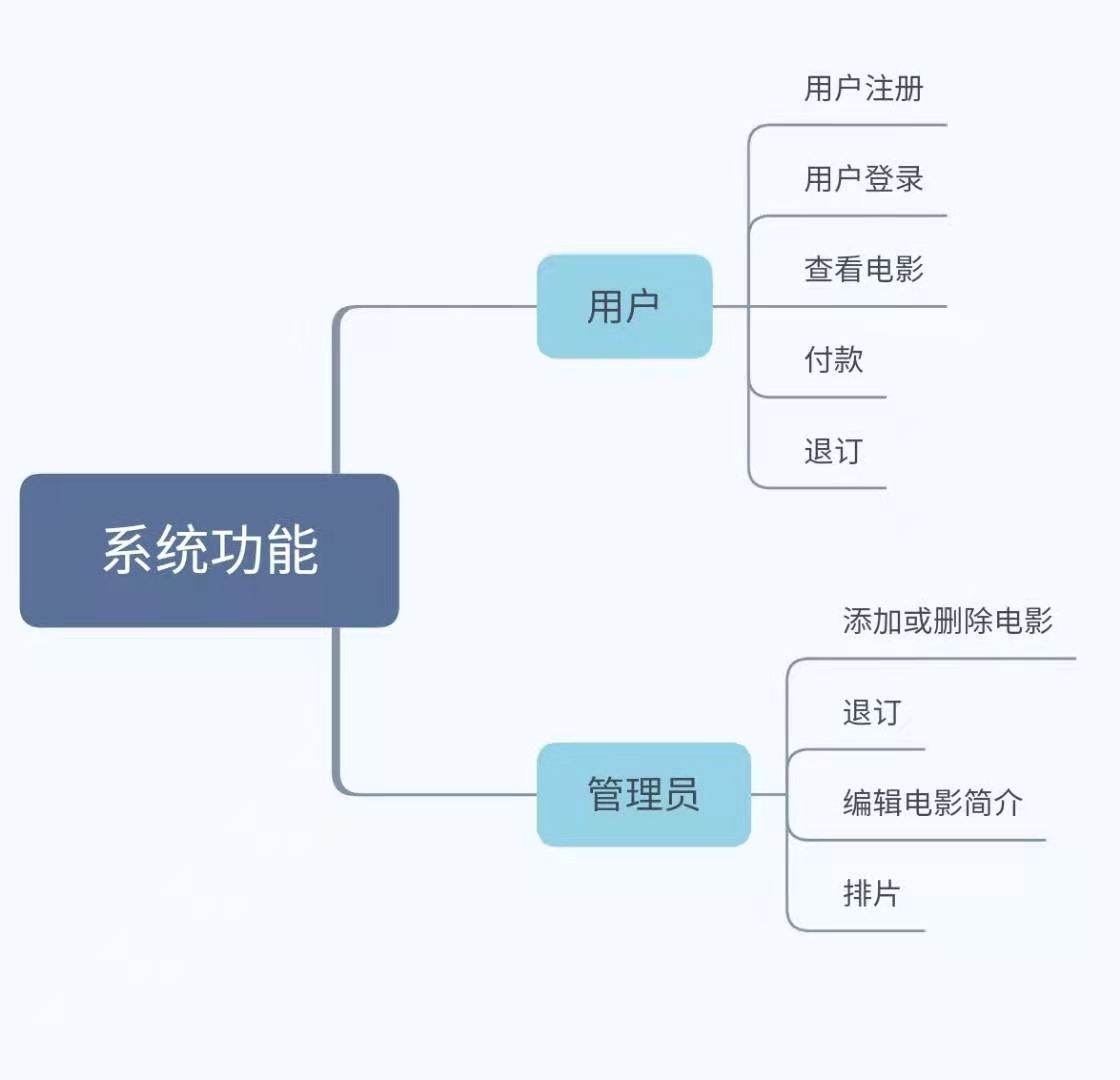 系统功能
用户
用户注册
用户登录
查看电影
付款
退订
管理员
添加或删除电影
退订
编辑电影简介
排片